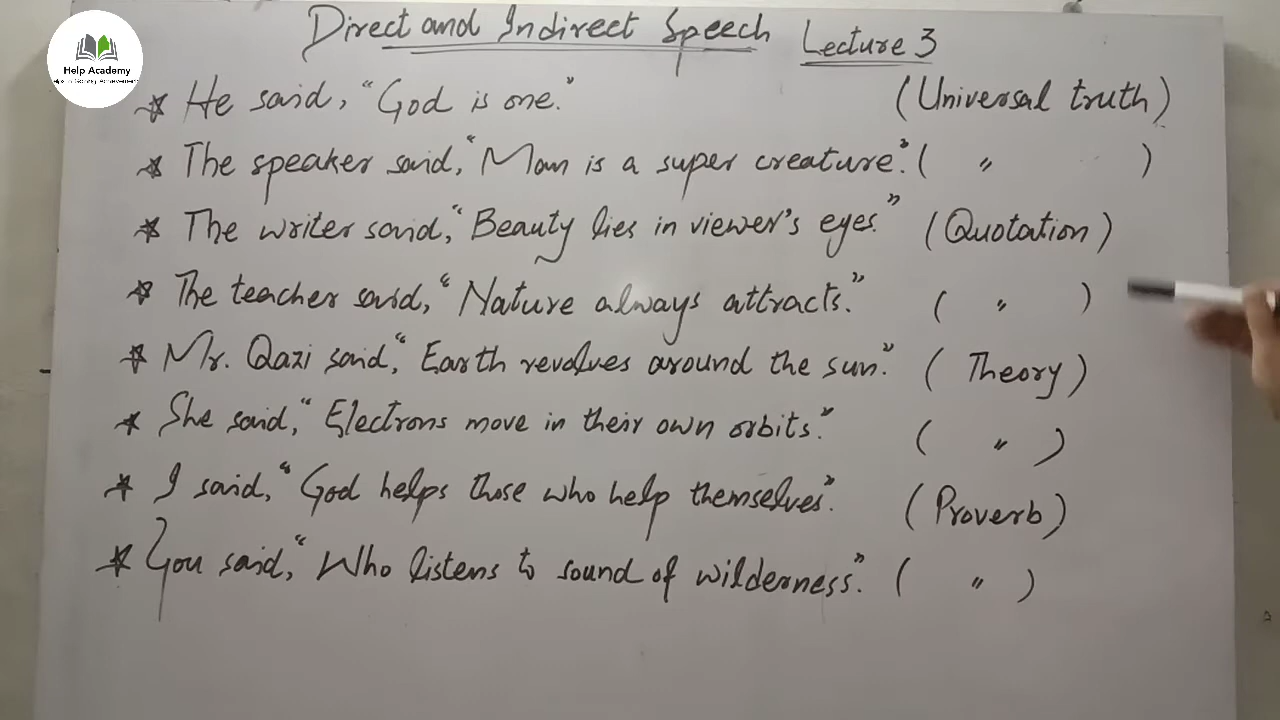 Direct and Indirect Speech Lecture 3
Help Academy
He said, "God is one." (Universal truth)
The speaker said, "Man is a super creature." ( " )
The writer said, "Beauty lies in viewer's eyes." (Quotation)
The teacher said, "Nature always attracts." ( " )
Mr. Qazi said, "Earth revolves around the sun." (Theory)
She said, "Electrons move in their own orbits." ( " )
I said, "God helps those who help themselves". (Proverb)
You said, "Who listens to sound of wilderness". ( " )